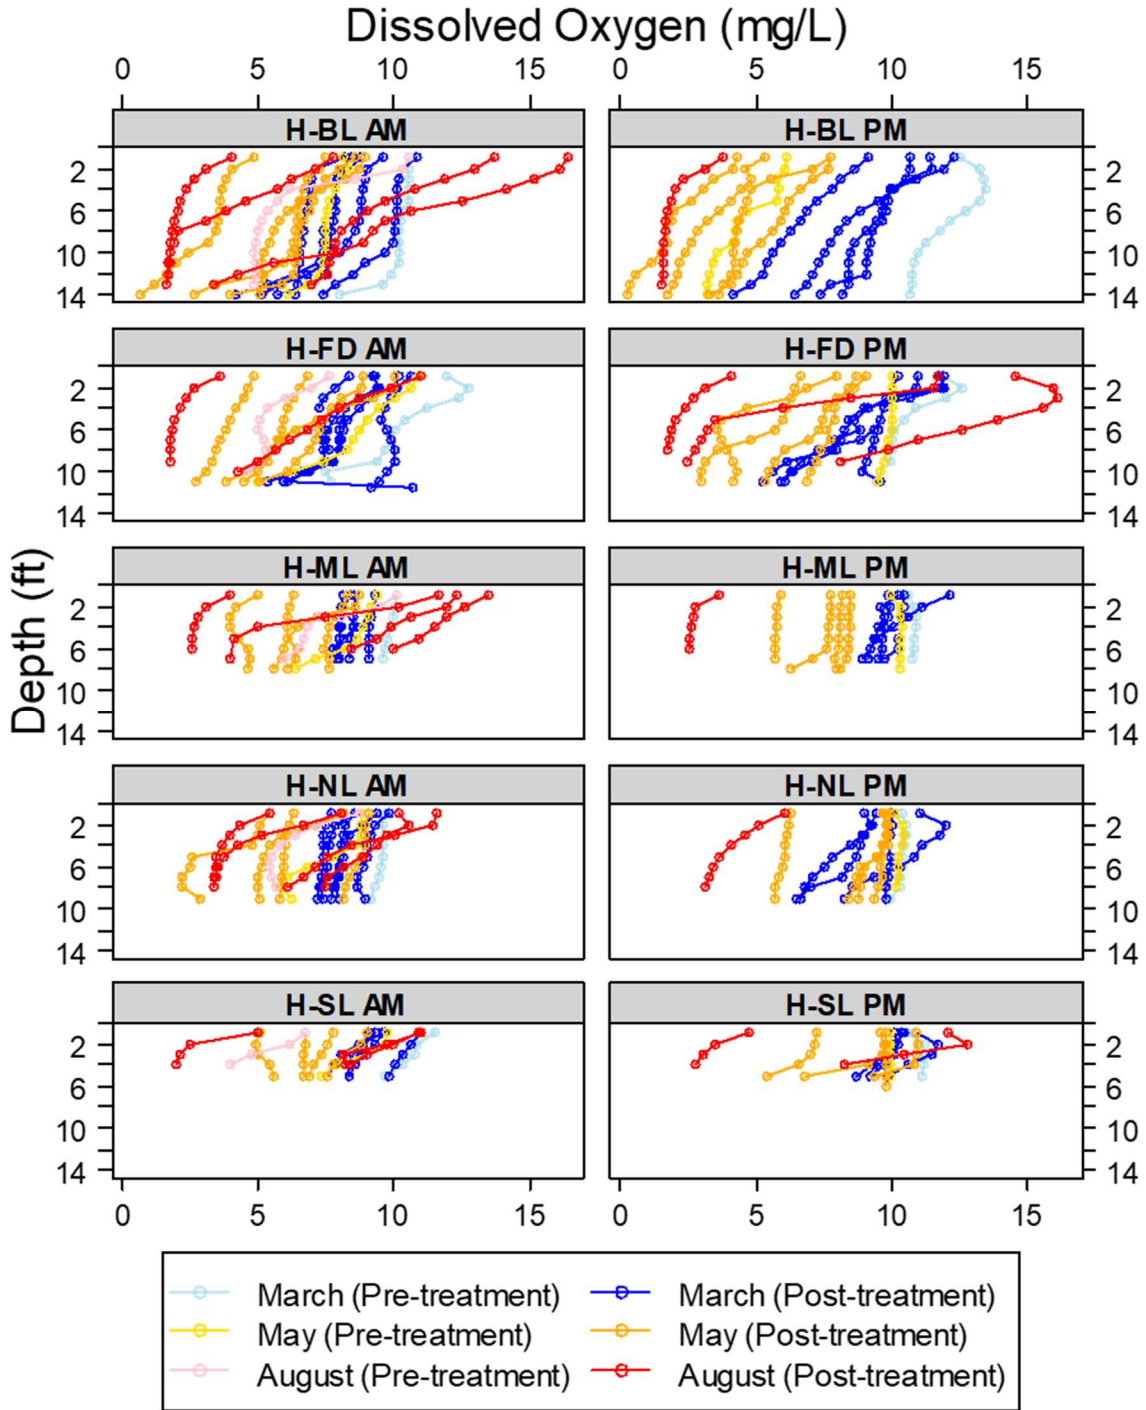 Dissolved Oxygen (mg/L)
0 5 10 15 0 5 10 15
H-BL AM H-BL PM
2 2
6 6
10 10
14 14
H-FD AM H-FD PM
2 2
6 6
10 10
14 14
Depth (ft)
H-ML AM H-ML PM
2 2
6 6
10 10
14 14
H-NL AM H-NL PM
2 2
6 6
10 10
14 14
H-SL AM H-SL PM
2 2
6 6
10 10
14 14
0 5 10 15 0 5 10 15
March (Pre-treatment) March (Post-treatment)
May (Pre-treatment) May (Post-treatment)
August (Pre-treatment) August (Post-treatment)